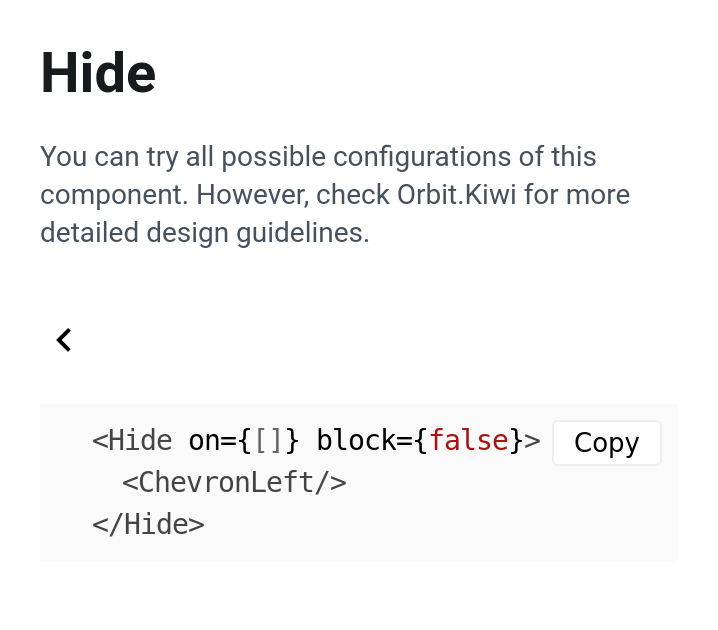 Hide
You can try all possible configurations of this
component. However, check Orbit.Kiwi for more
detailed design guidelines.
<Hide on={[]} block={false}>
Copy
<ChevronLeft/>
</Hide>